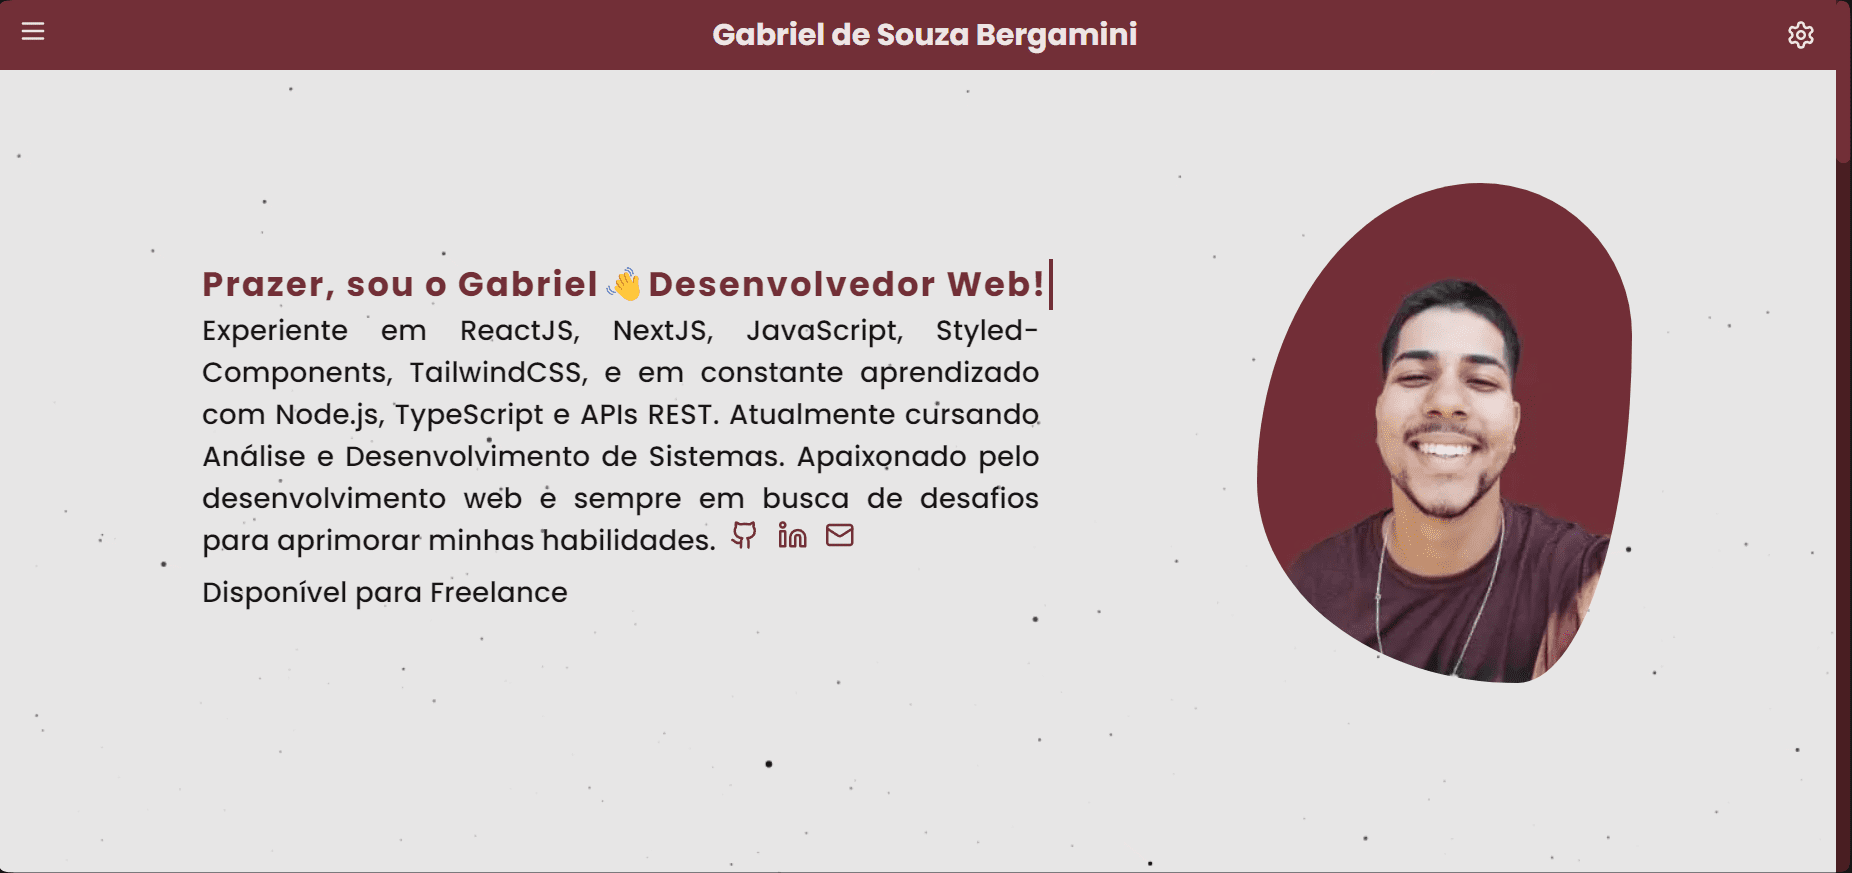 Gabriel de Souza Bergamini
Prazer, sou o Gabriel 👋 Desenvolvedor Web!
Experiente em ReactJS, NextJS, JavaScript, Styled-
Components, TailwindCSS, e em constante aprendizado
com Node.js, TypeScript e APIs REST. Atualmente cursando
Análise e Desenvolvimento de Sistemas. Apaixonado pelo
desenvolvimento web e sempre em busca de desafios
para aprimorar minhas habilidades.
Disponível para Freelance